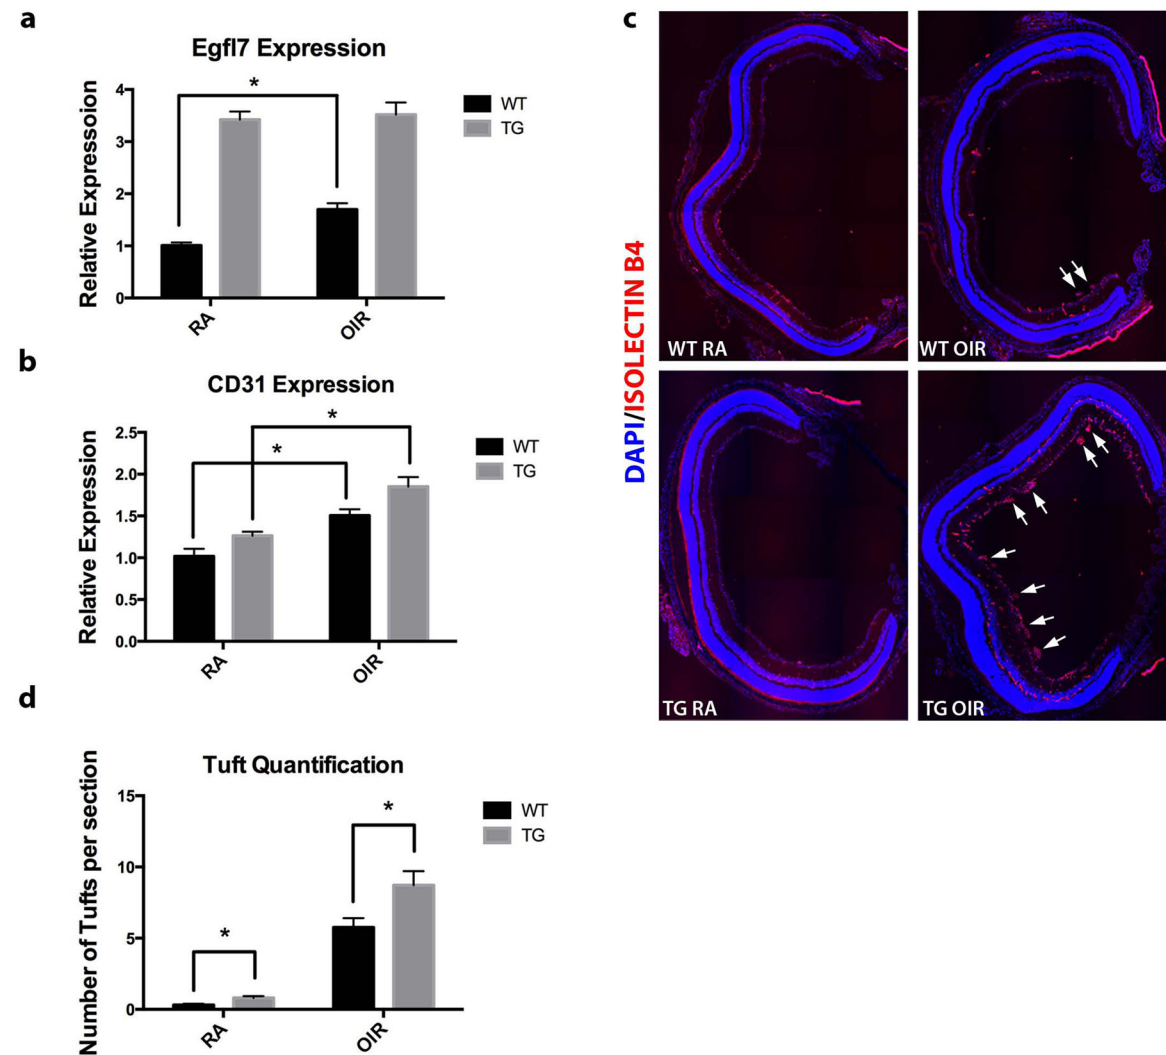 a
Egfl7 Expression
*
Relative Expressoion
4
3
2
1
0
RA
OIR
WT
TG
b
CD31 Expression
*
*
Relative Expression
2.5
2.0
1.5
1.0
0.5
0.0
RA
OIR
WT
TG
d
Tuft Quantification
*
*
Number of Tufts per section
15
10
5
0
RA
OIR
WT
TG
c
DAPI/ISOLECTIN B4
WT RA
WT OIR
TG RA
TG OIR